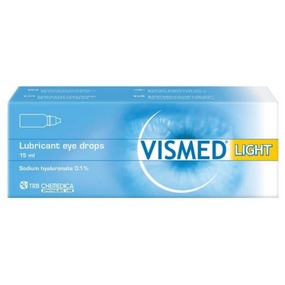 Lubricant eye drops
15 ml
VISMED LIGHT
Sodium hyaluronate 0.1%
TRB CHEMEDICA